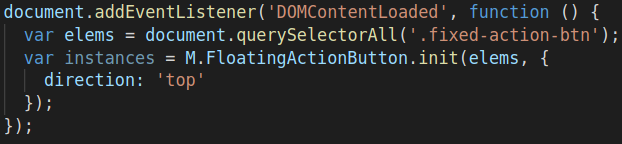 document.addEventListener('DOMContentLoaded', function () {
  var elems = document.querySelectorAll('.fixed-action-btn');
  var instances = M.FloatingActionButton.init(elems, {
    direction: 'top'
  });
});